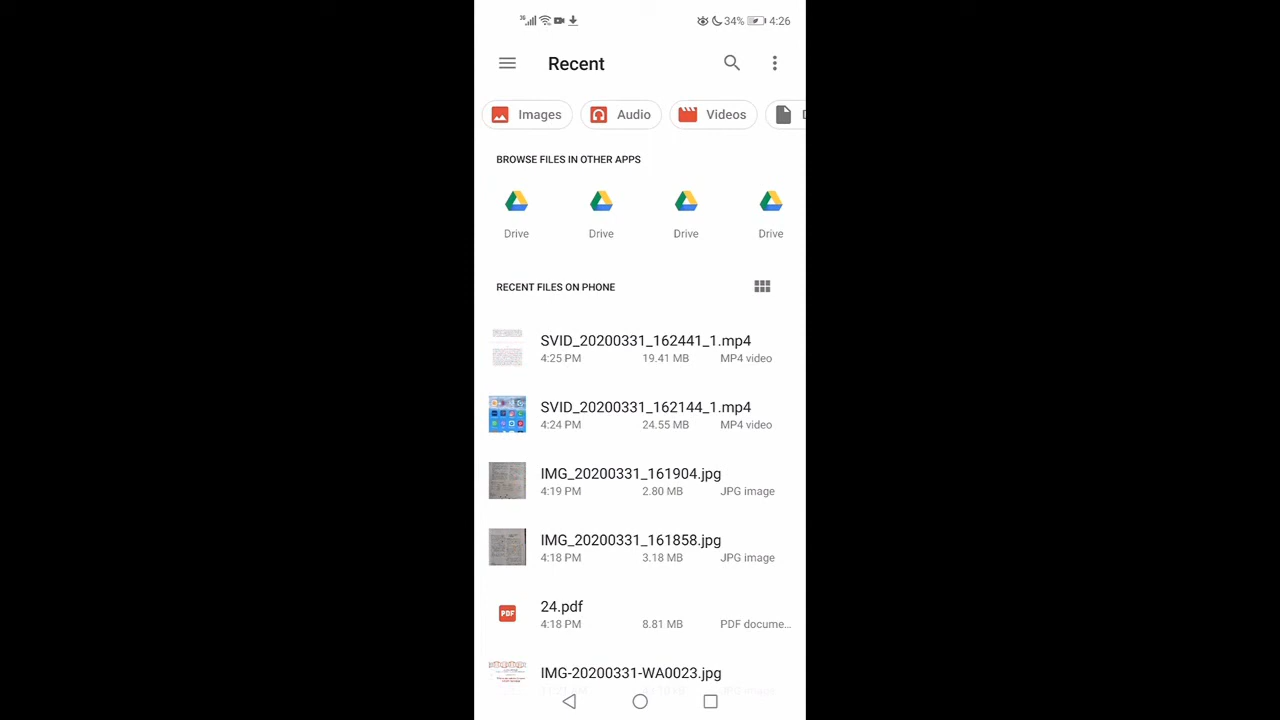 3G 34% 4:26
Recent
Images Audio Videos
BROWSE FILES IN OTHER APPS
Drive Drive Drive Drive
RECENT FILES ON PHONE
SVID_20200331_162441_1.mp4
4:25 PM 19.41 MB MP4 video
SVID_20200331_162144_1.mp4
4:24 PM 24.55 MB MP4 video
IMG_20200331_161904.jpg
4:19 PM 2.80 MB JPG image
IMG_20200331_161858.jpg
4:18 PM 3.18 MB JPG image
PDF
24.pdf
4:18 PM 8.81 MB PDF docume...
IMG-20200331-WA0023.jpg